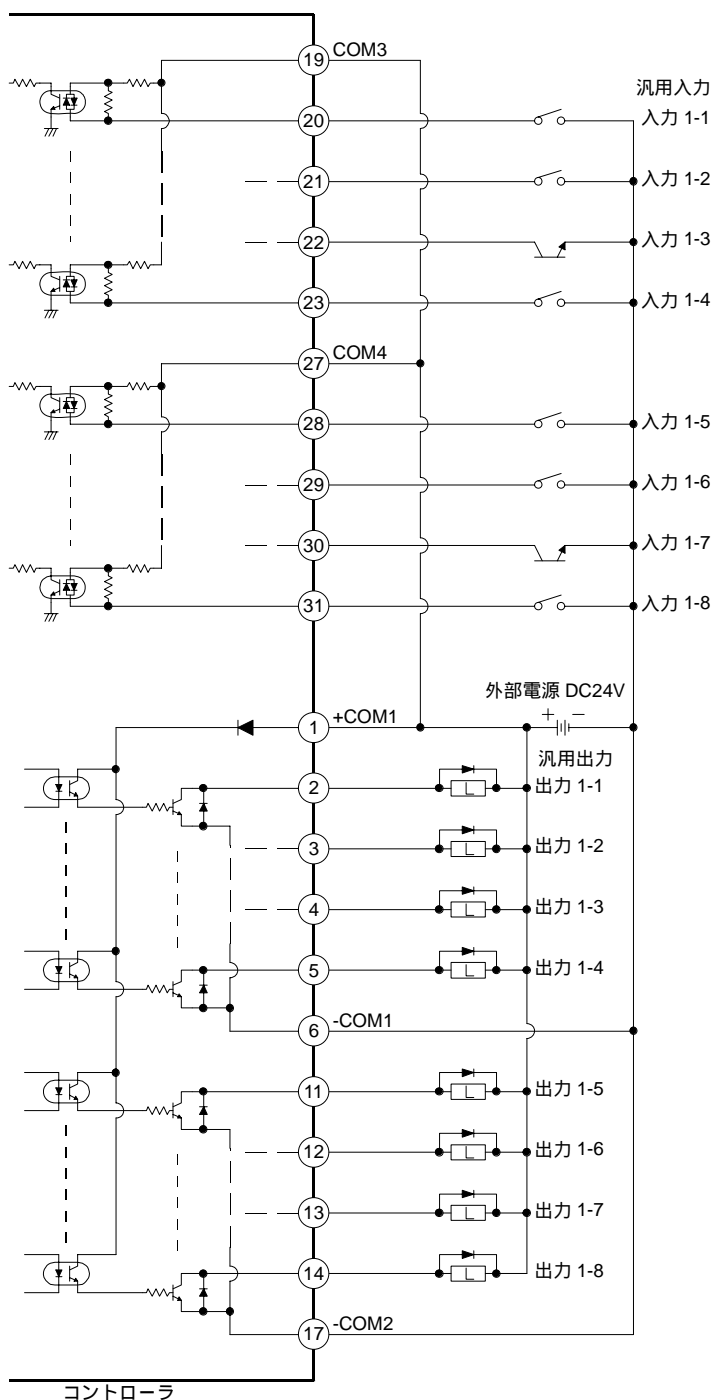 19 COM3
汎用入力
20 入力 1-1
21 入力 1-2
22 入力 1-3
23 入力 1-4
27 COM4
28 入力 1-5
29 入力 1-6
30 入力 1-7
31 入力 1-8
外部電源 DC24V
1 +COM1 + −
汎用出力
2 L 出力 1-1
3 L 出力 1-2
4 L 出力 1-3
5 L 出力 1-4
6 -COM1
11 L 出力 1-5
12 L 出力 1-6
13 L 出力 1-7
14 L 出力 1-8
17 -COM2
コントローラ